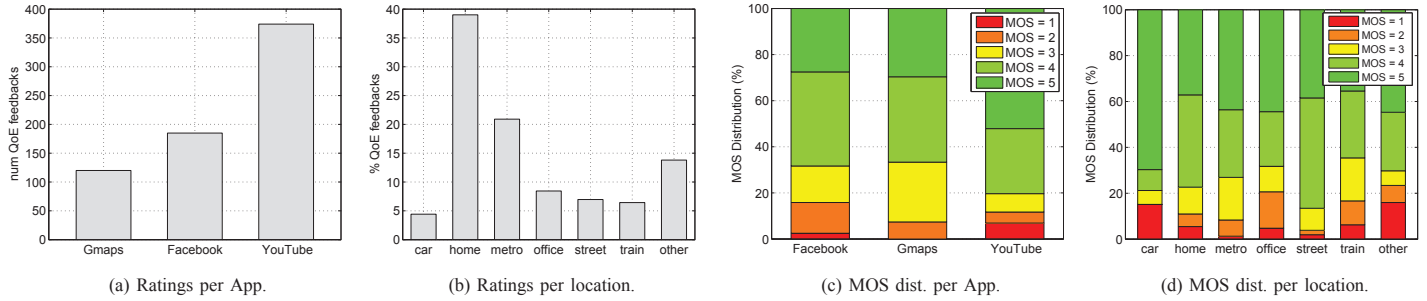 400
350
300
250
200
150
100
50
0
num QoE feedbacks
Gmaps Facebook YouTube
(a) Ratings per App.
40
35
30
25
20
15
10
5
0
% QoE feedbacks
car home metro office street train other
(b) Ratings per location.
100
80
60
40
20
0
MOS Distribution (%)
MOS = 1
MOS = 2
MOS = 3
MOS = 4
MOS = 5
Facebook Gmaps YouTube
(c) MOS dist. per App.
100
80
60
40
20
0
MOS Distribution (%)
MOS = 1
MOS = 2
MOS = 3
MOS = 4
MOS = 5
car home metro office street train other
(d) MOS dist. per location.